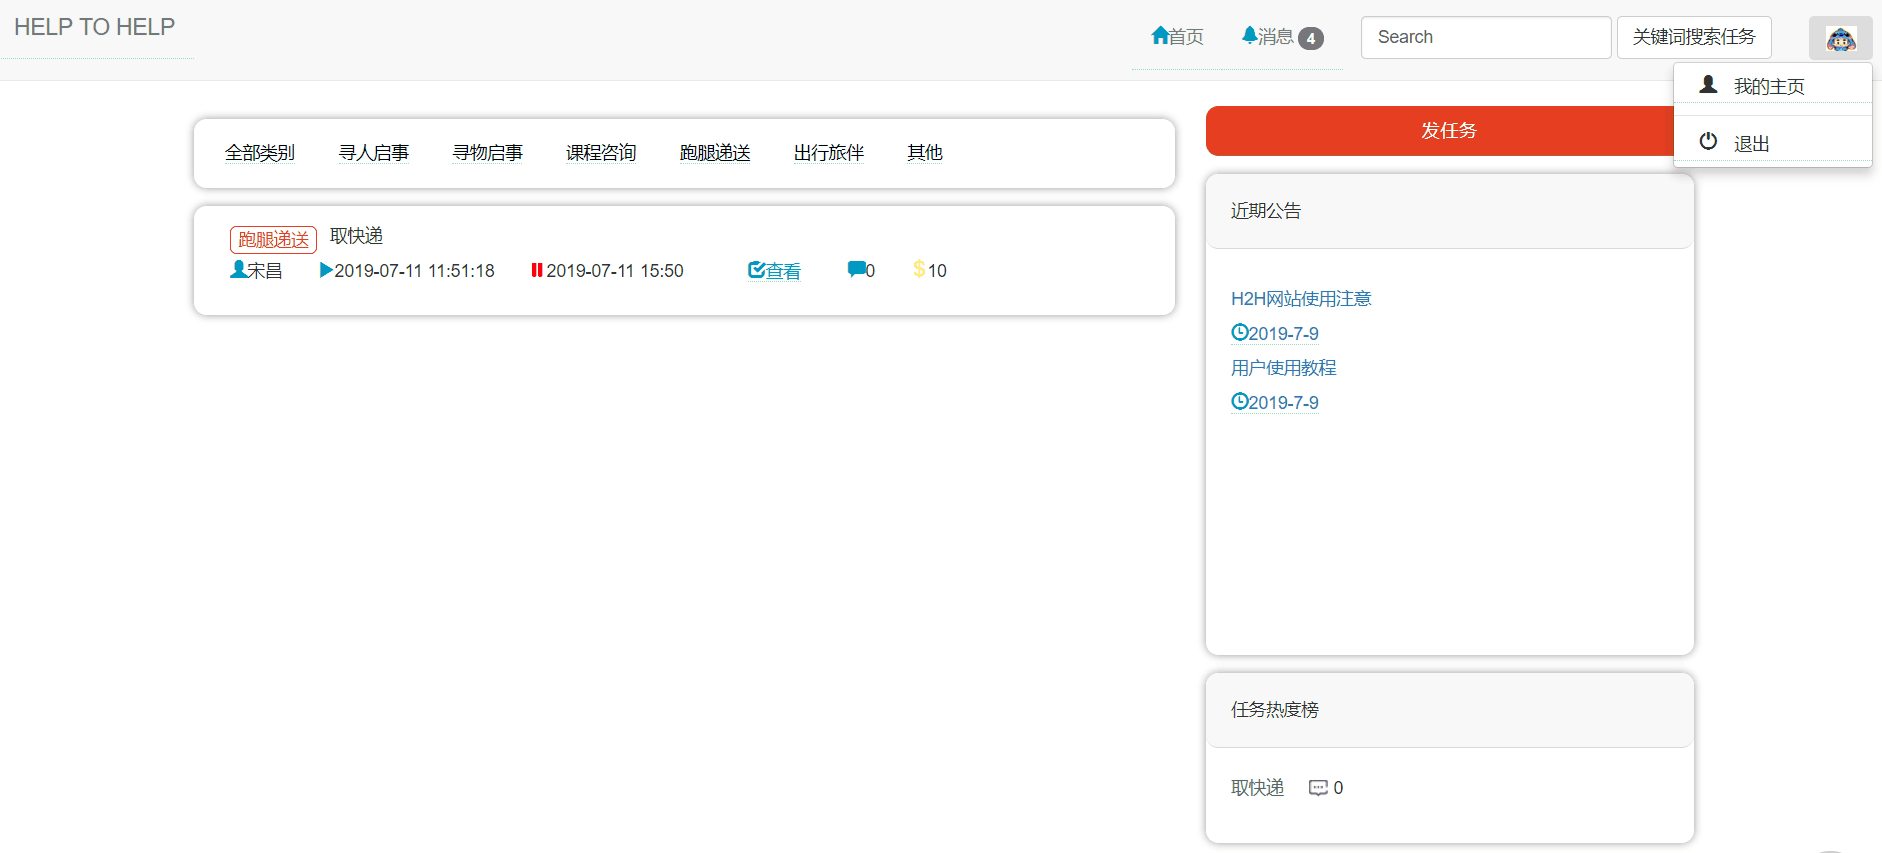 HELP TO HELP
首页 消息 4 Search 关键词搜索任务
我的主页
退出
全部类别 寻人启事 寻物启事 课程咨询 跑腿递送 出行旅伴 其他
跑腿递送 取快递
宋昌 2019-07-11 11:51:18 2019-07-11 15:50 查看 0 $10
发任务
近期公告
H2H网站使用注意
2019-7-9
用户使用教程
2019-7-9
任务热度榜
取快递 0